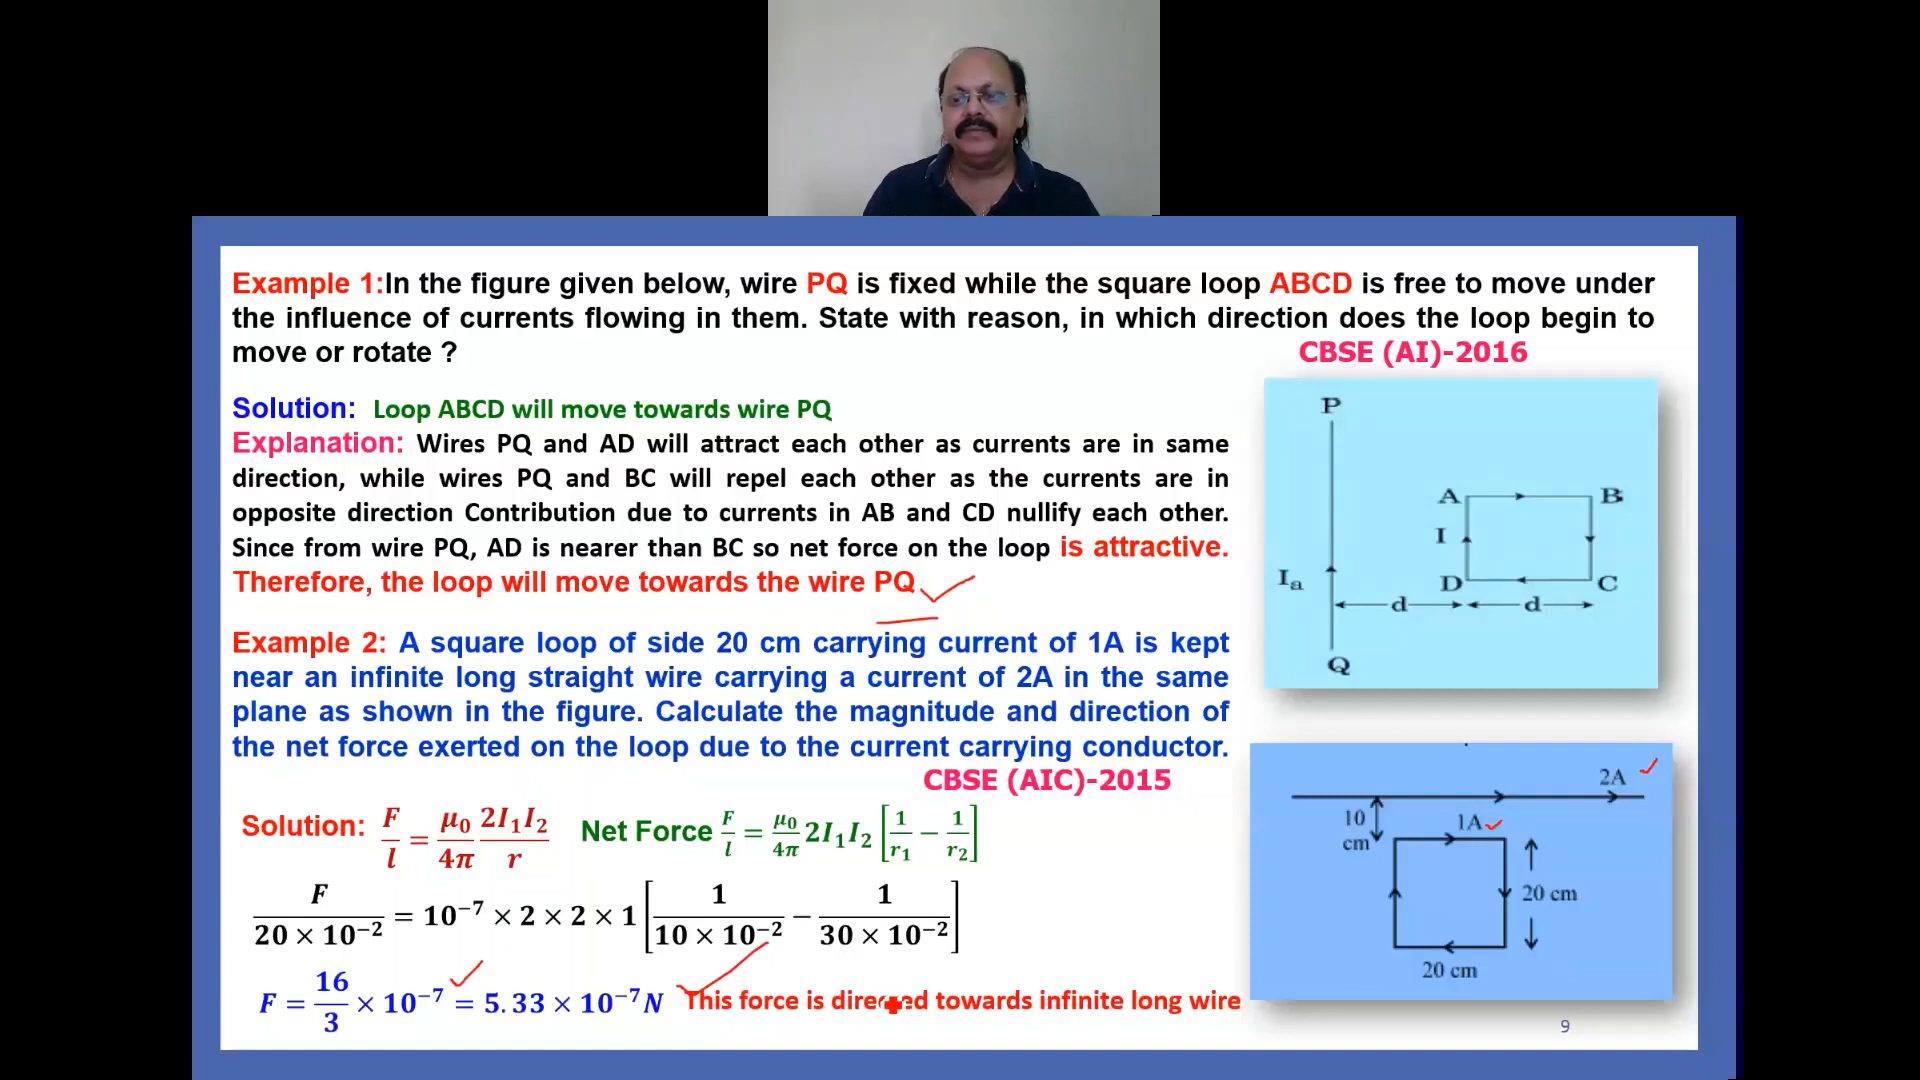 Example 1:In the figure given below, wire PQ is fixed while the square loop ABCD is free to move under
the influence of currents flowing in them. State with reason, in which direction does the loop begin to
move or rotate ?
CBSE (AI)-2016
Solution: Loop ABCD will move towards wire PQ
Explanation: Wires PQ and AD will attract each other as currents are in same
direction, while wires PQ and BC will repel each other as the currents are in
opposite direction Contribution due to currents in AB and CD nullify each other.
Since from wire PQ, AD is nearer than BC so net force on the loop is attractive.
Therefore, the loop will move towards the wire PQ
P
A B
I
Ia D C
d d
Q
Example 2: A square loop of side 20 cm carrying current of 1A is kept
near an infinite long straight wire carrying a current of 2A in the same
plane as shown in the figure. Calculate the magnitude and direction of
the net force exerted on the loop due to the current carrying conductor.
CBSE (AIC)-2015
Solution: F/l = μ₀/4π 2I₁I₂/r Net Force F/l = μ₀/4π 2I₁I₂ [1/r₁ − 1/r₂]
F/20 × 10⁻² = 10⁻⁷ × 2 × 2 × 1 [1/10 × 10⁻² − 1/30 × 10⁻²]
F = 16/3 × 10⁻⁷ = 5.33 × 10⁻⁷ N This force is directed towards infinite long wire
2A
10
cm
1A
20 cm
20 cm
9